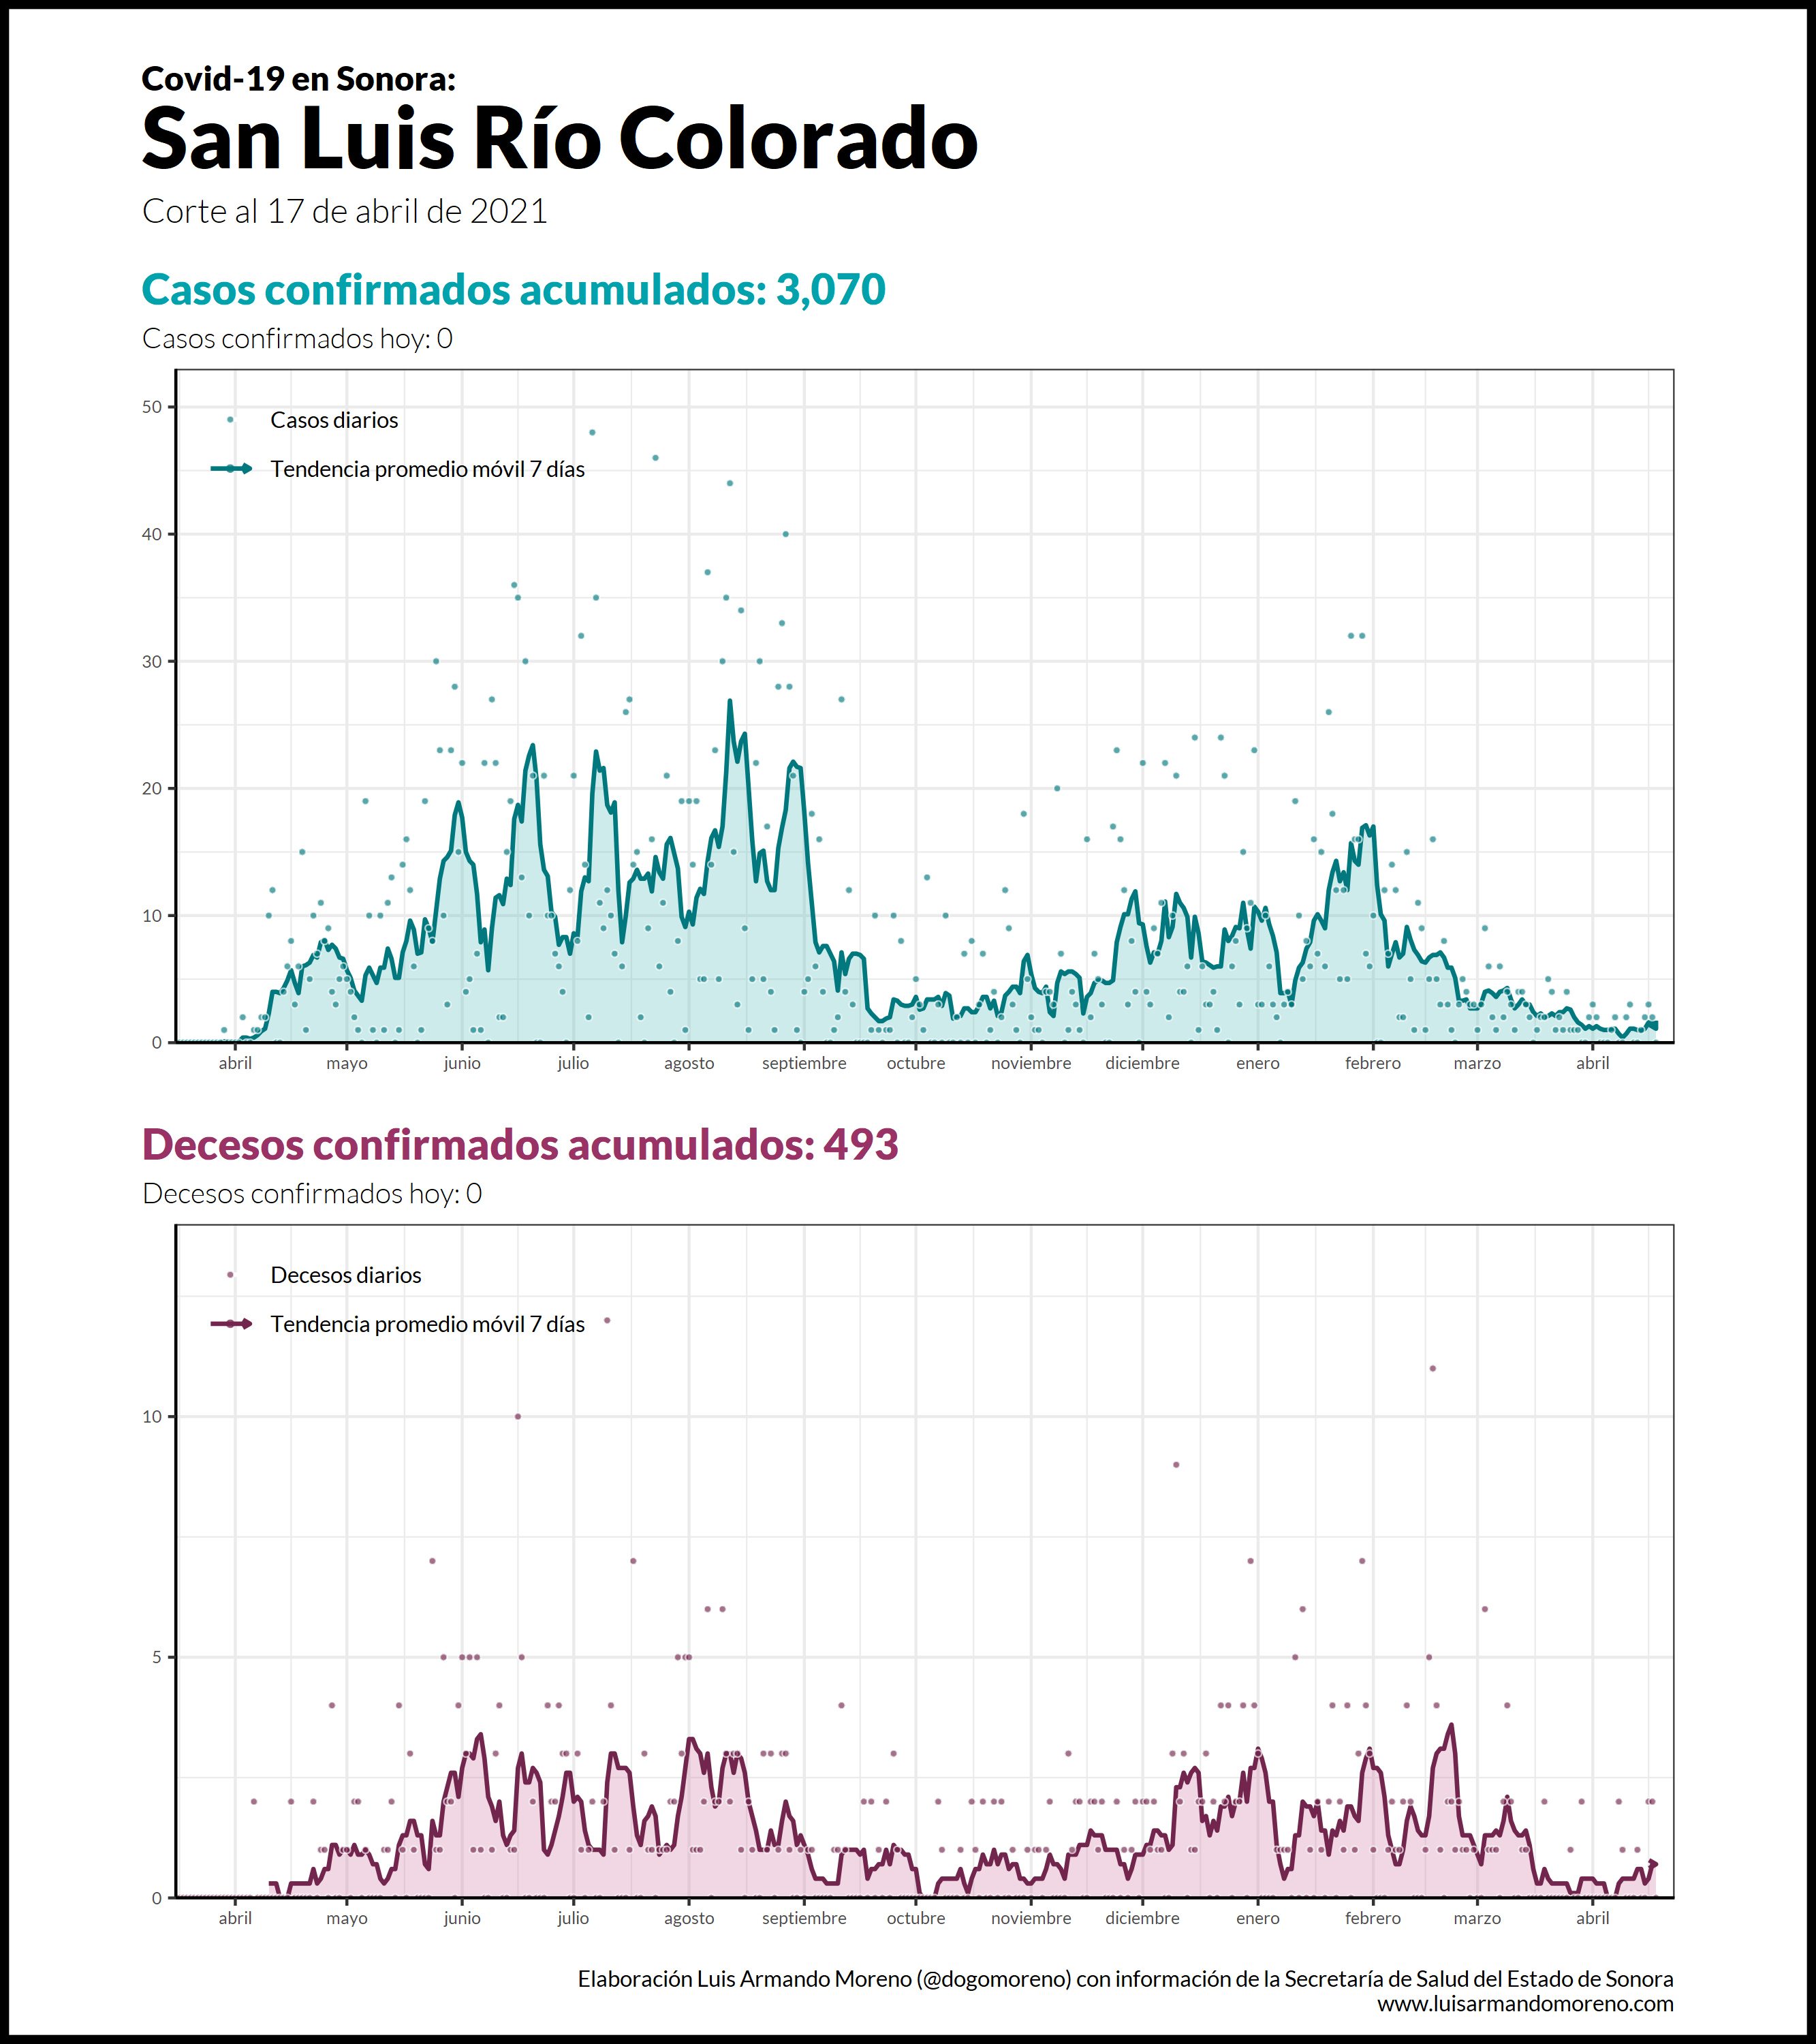 Covid-19 en Sonora:
San Luis Río Colorado
Corte al 17 de abril de 2021
Casos confirmados acumulados: 3,070
Casos confirmados hoy: 0
50
40
30
20
10
0
Casos diarios
Tendencia promedio móvil 7 días
abril mayo junio julio agosto septiembre octubre noviembre diciembre enero febrero marzo abril
Decesos confirmados acumulados: 493
Decesos confirmados hoy: 0
10
5
0
Decesos diarios
Tendencia promedio móvil 7 días
abril mayo junio julio agosto septiembre octubre noviembre diciembre enero febrero marzo abril
Elaboración Luis Armando Moreno (@dogomoreno) con información de la Secretaría de Salud del Estado de Sonora
www.luisarmandomoreno.com